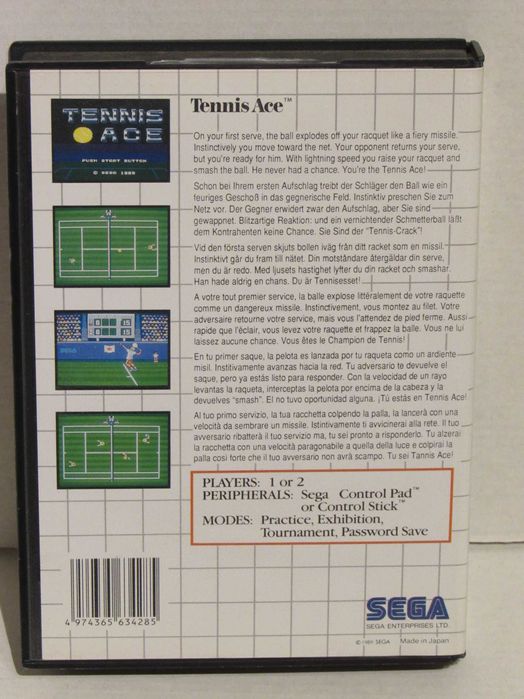 TENNIS
ACE
PUSH START BUTTON
© SEGA 1989
SEGA
Tennis Ace™
On your first serve, the ball explodes off your racquet like a fiery missile.
Instinctively you move toward the net. Your opponent returns your serve,
but you're ready for him. With lightning speed you raise your racquet and
smash the ball. He never had a chance. You're the Tennis Ace!
Schon bei Ihrem ersten Aufschlag treibt der Schläger den Ball wie ein
feuriges Geschoß in das gegnerische Feld. Instinktiv preschen Sie zum
Netz vor. Der Gegner erwidert zwar den Aufschlag, aber Sie sind
gewappnet. Blitzartige Reaktion: und ein vernichtender Schmetterball läßt
dem Kontrahenten keine Chance. Sie Sind der "Tennis-Crack"!
Vid den första serven skjuts bollen iväg från ditt racket som en missil.
Instinktivt går du fram till nätet. Din motståndare återgäldar din serve,
men du är redo. Med ljusets hastighet lyfter du din racket och smashar.
Han hade aldrig en chans. Du är Tennisesset!
A votre tout premier service, la balle explose littéralement de votre raquette
comme un dangereux missile. Instinctivement, vous montez au filet. Votre
adversaire retourne votre service, mais vous l'attendez de pied ferme. Aussi
rapide que l'éclair, vous levez votre raquette et frappez la balle. Vous ne lui
laissez aucune chance. Vous êtes le Champion de Tennis!
En tu primer saque, la pelota es lanzada por tu raqueta como un ardiente
misil. Institivamente avanzas hacia la red. Tu adversario te devuelve el
saque, pero ya estás listo para responder. Con la velocidad de un rayo
levantas la raqueta, interceptas la pelota por encima de la cabeza y la
devuelves "smash". El no tuvo oportunidad alguna. ¡Tú estás en Tennis Ace!
Al tuo primo servizio, la tua racchetta colpendo la palla, la lancerà con una
velocità da sembrare un missile. Istintivamente ti avvicinerai alla rete. Il tuo
avversario ribatterà il tuo servizio ma, tu sei pronto a risponderlo. Tu alzerai
la racchetta con una velocità paragonabile a quella della luce e colpirai la
palla cosi forte che il tuo avversario non avrà scampo. Tu sei Tannis Ace!
PLAYERS: 1 or 2
PERIPHERALS: Sega Control Pad™
or Control Stick™
MODES: Practice, Exhibition,
Tournament, Password Save
4 974365 634285
SEGA
SEGA ENTERPRISES LTD.
© 1989 SEGA Made in Japan